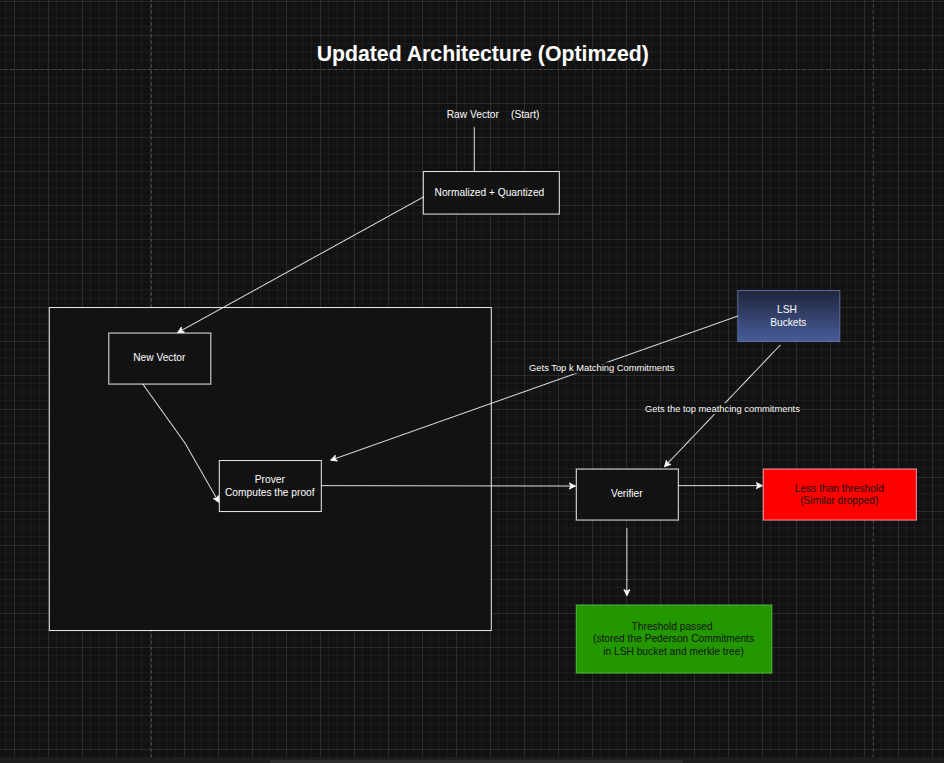 Updated Architecture (Optimzed)
Raw Vector (Start)
Normalized + Quantized
LSH
Buckets
New Vector
Gets Top k Matching Commitments
Gets the top meathcing commitments
Prover
Computes the proof
Verifier
Less than threshold
(Similar dropped)
Threshold passed
(stored the Pederson Commitments
in LSH bucket and merkle tree)